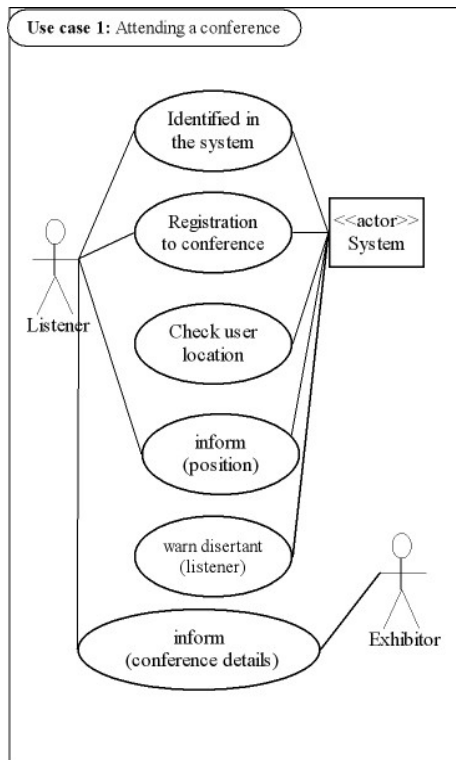 Use case 1: Attending a conference
Identified in
the system
Registration
to conference
<<actor>>
System
Listener
Check user
location
inform
(position)
warn disertant
(listener)
inform
(conference details)
Exhibitor